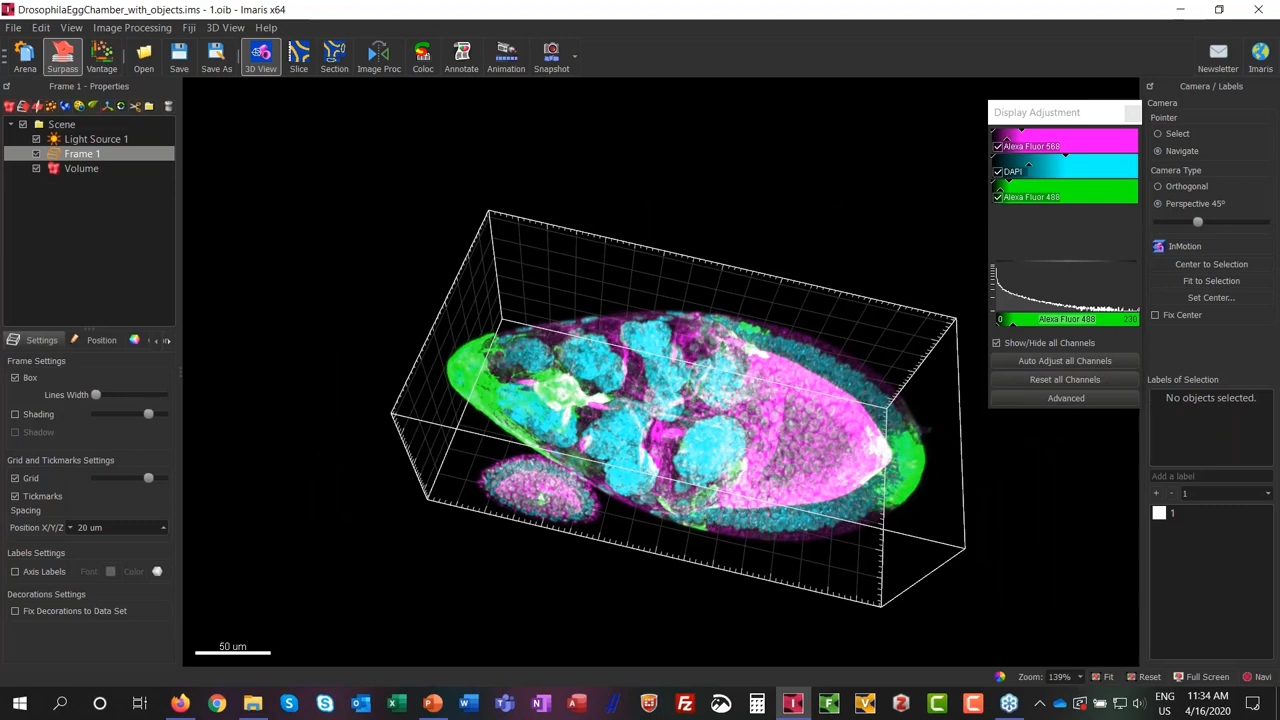 DrosophilaEggChamber_with_objects.ims - 1.oib - Imaris x64
File Edit View Image Processing Fiji 3D View Help
Arena Surpass Vantage Open Save Save As 3D View Slice Section Image Proc Coloc Annotate Animation Snapshot Newsletter Imaris
Frame 1 - Properties
Scene
Light Source 1
Frame 1
Volume
Settings Position
Frame Settings
Box
Lines Width
Shading
Shadow
Grid and Tickmarks Settings
Grid
Tickmarks
Spacing
Position X/Y/Z 20 um
Labels Settings
Axis Labels Font Color
Decorations Settings
Fix Decorations to Data Set
50 um
Display Adjustment
Alexa Fluor 568
DAPI
Alexa Fluor 488
0 Alexa Fluor 488 230
Show/Hide all Channels
Auto Adjust all Channels
Reset all Channels
Advanced
Camera / Labels
Camera
Pointer
Select
Navigate
Camera Type
Orthogonal
Perspective 45º
InMotion
Center to Selection
Fit to Selection
Set Center...
Fix Center
Labels of Selection
No objects selected.
Add a label
+ - 1
1
Zoom: 139% Fit Reset Full Screen Navi
ENG
US
11:34 AM
4/16/2020